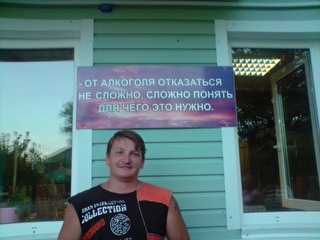 - ОТ АЛКОГОЛЯ ОТКАЗАТЬСЯ
НЕ СЛОЖНО. СЛОЖНО ПОНЯТЬ
ДЛЯ ЧЕГО ЭТО НУЖНО.
COLLECTION